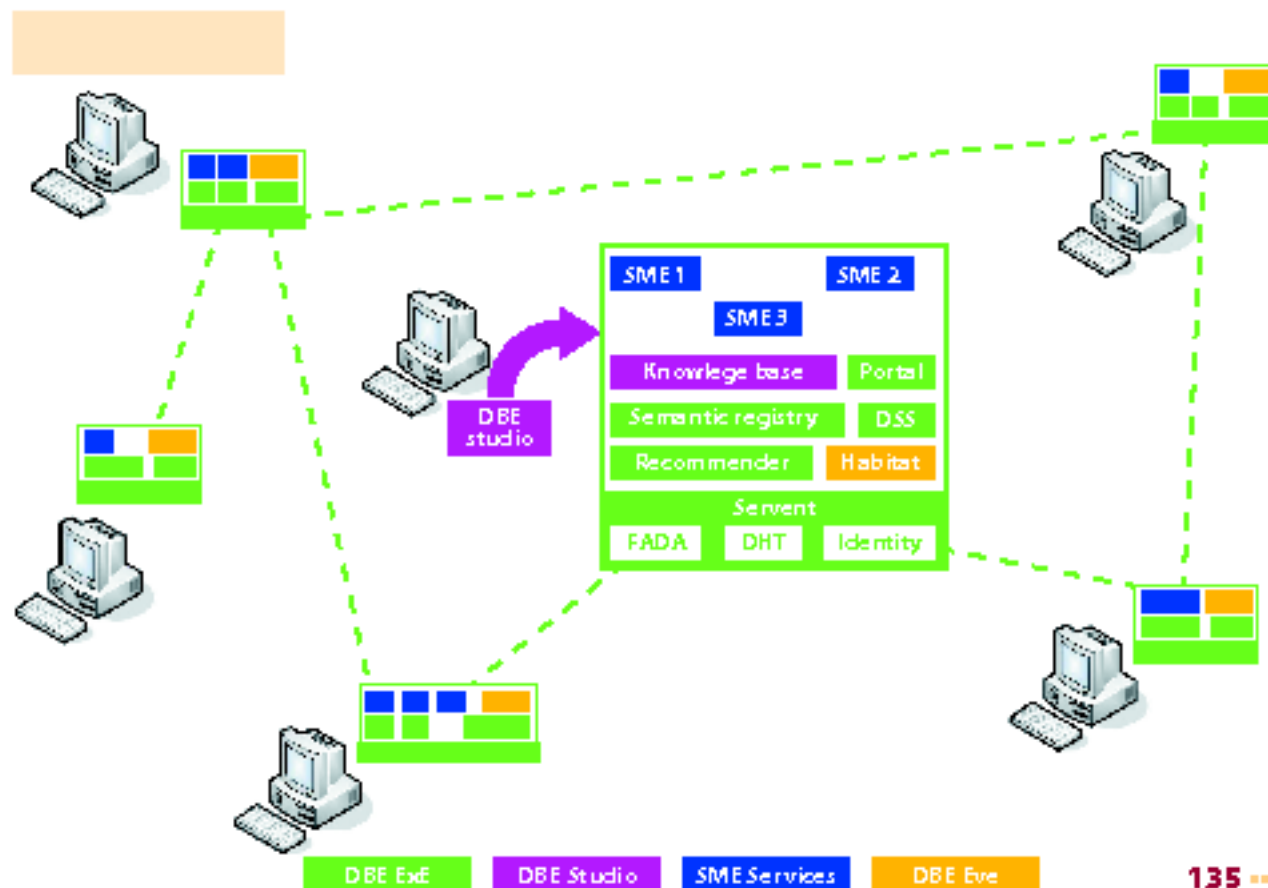 SME 1
SME 2
SME 3
Knowlege base
Portal
DBE
studio
Semantic registry
DSS
Recommender
Habitat
Servent
FADA
DHT
Identity
DBE ExE
DBE Studio
SME Services
DBE Eve
135